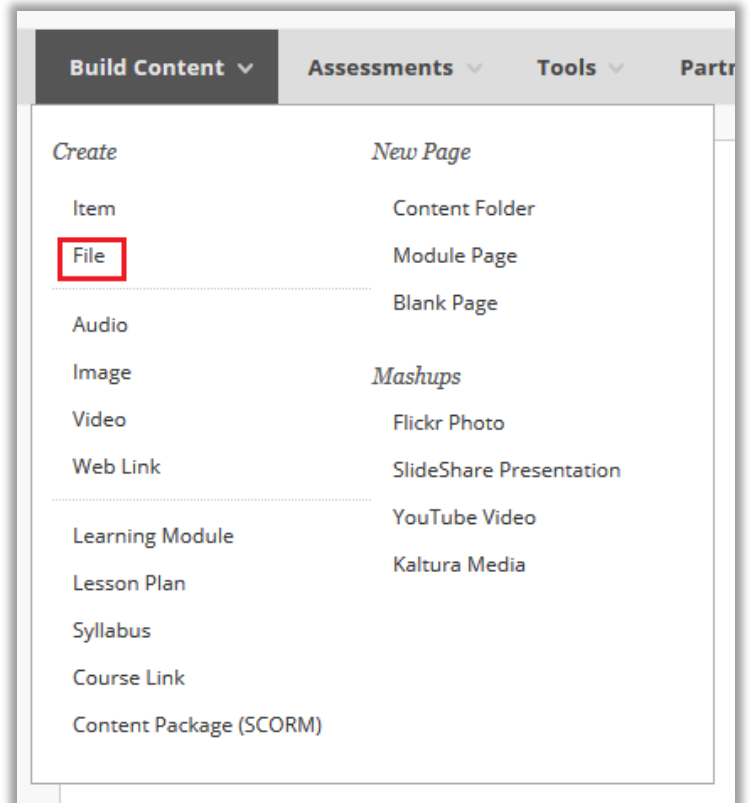 Build Content Assessments Tools Partn
Create
Item
File
Audio
Image
Video
Web Link
Learning Module
Lesson Plan
Syllabus
Course Link
Content Package (SCORM)
New Page
Content Folder
Module Page
Blank Page
Mashups
Flickr Photo
SlideShare Presentation
YouTube Video
Kaltura Media